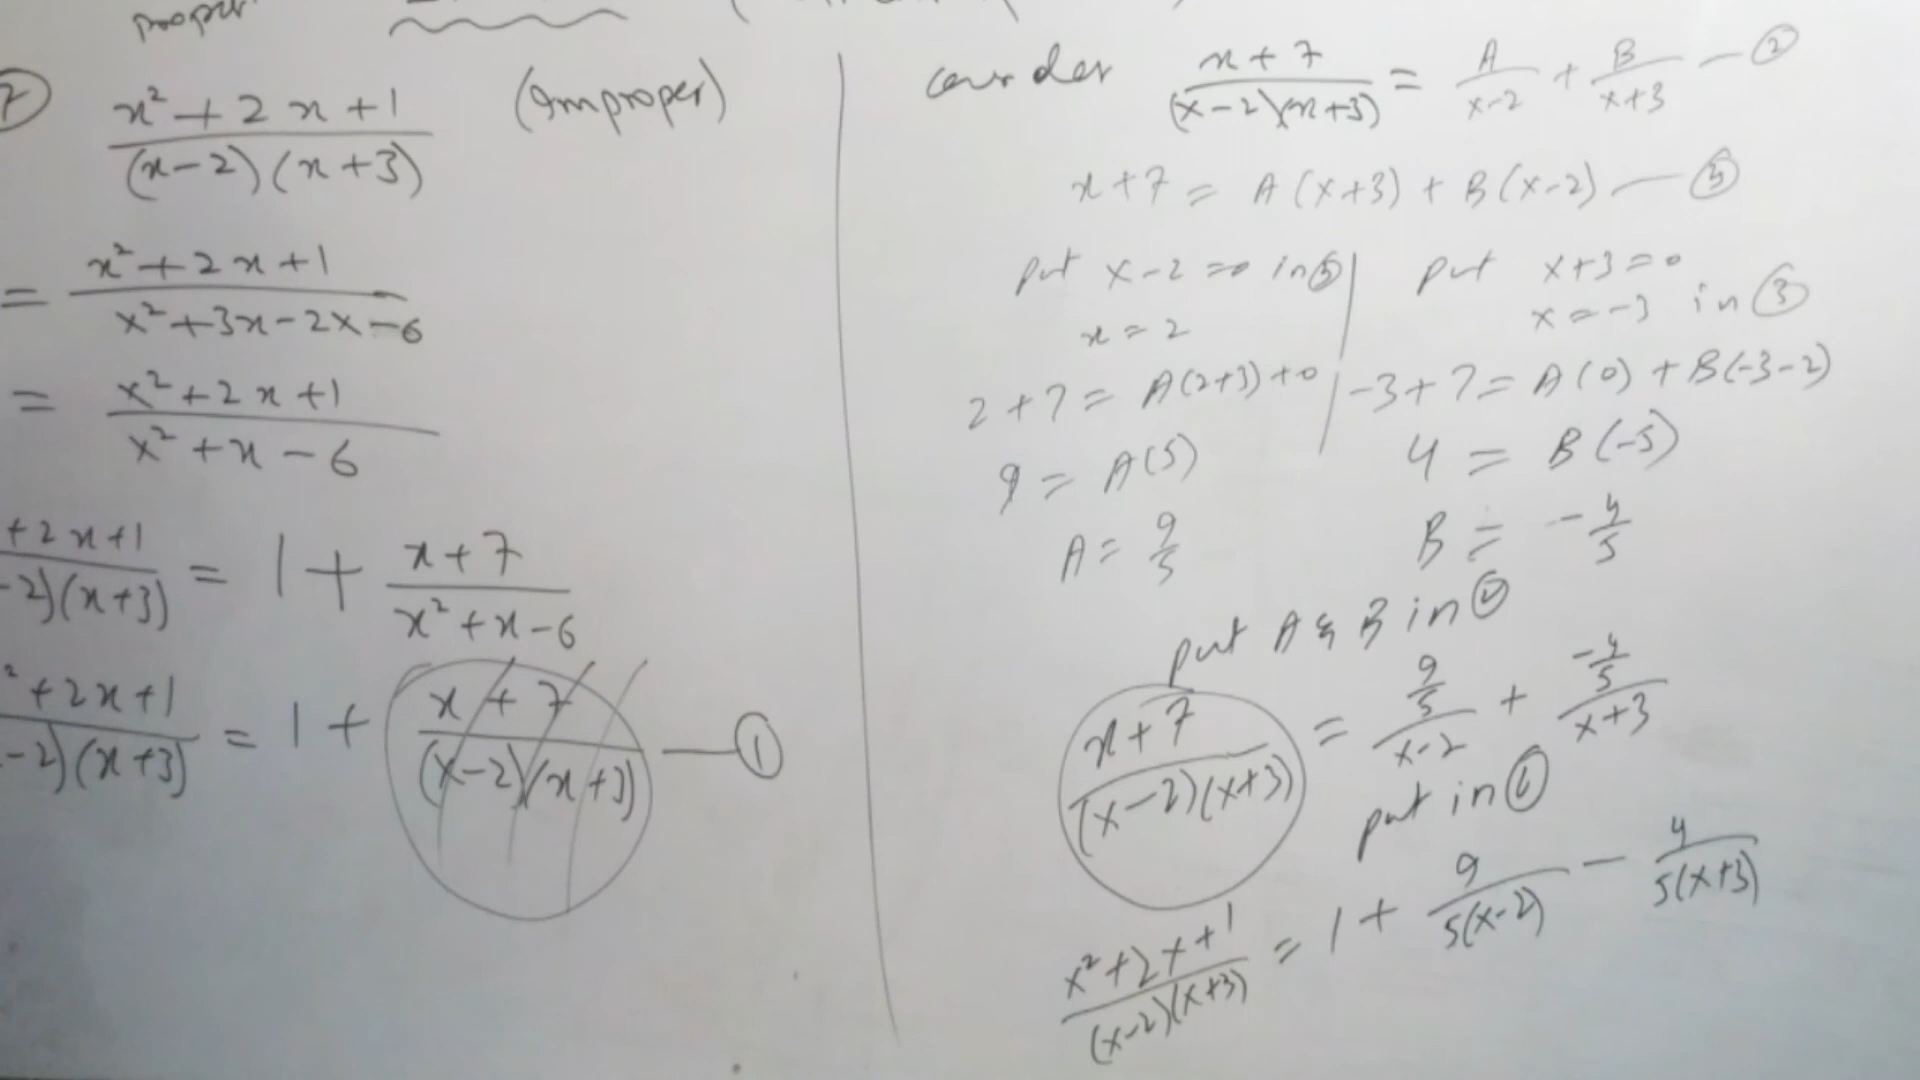 proper
7 x²+2x+1/(x-2)(x+3) (Improper)
= x²+2x+1/x²+3x-2x-6
= x²+2x+1/x²+x-6
+2x+1/-2)(x+3) = 1+ x+7/x²+x-6
²+2x+1/-2)(x+3) = 1+ x+7/(x-2)(x+3) — ①
x+7/(x-2)(x+3) = A/x-2 + B/x+3 — ②
x+7 = A(x+3) + B(x-2) — ③
put x-2=0 in ③
x=2
2+7 = A(2+3)+0
9 = A(5)
A = 9/5
put x+3=0
x=-3 in ③
-3+7 = A(0) + B(-3-2)
4 = B(-5)
B = -4/5
put A & B in ②
x+7/(x-2)(x+3) = 9/5/x-2 + -4/5/x+3
put in ①
x²+2x+1/(x-2)(x+3) = 1 + 9/5(x-2) - 4/5(x+3)